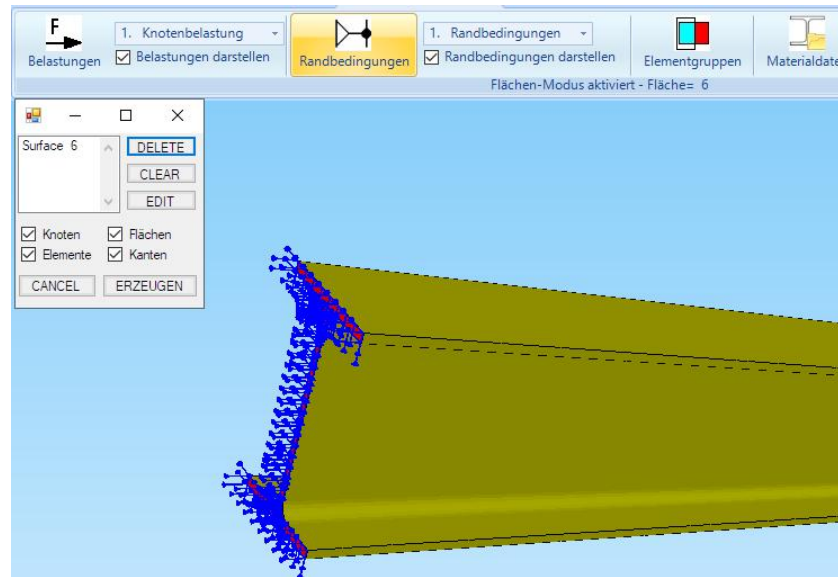 F
Belastungen
1. Knotenbelastung
Belastungen darstellen
Randbedingungen
1. Randbedingungen
Randbedingungen darstellen
Elementgruppen
Materialdate
Flächen-Modus aktiviert - Fläche= 6
Surface 6
DELETE
CLEAR
EDIT
Knoten
Flächen
Elemente
Kanten
CANCEL
ERZEUGEN